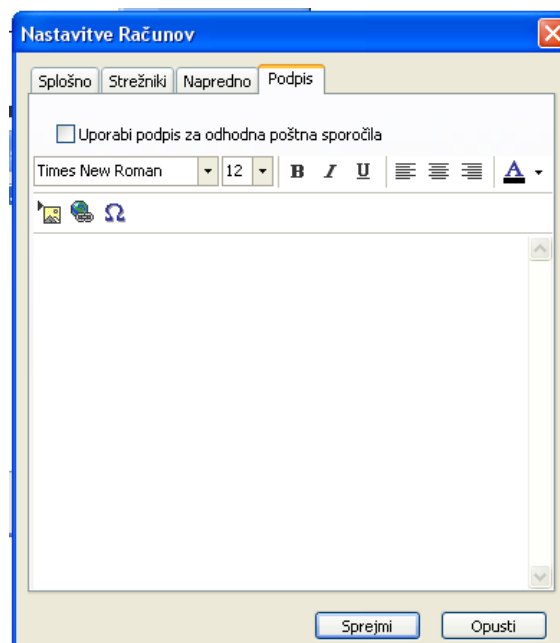 Nastavitve Računov
Splošno Strežniki Napredno Podpis
Uporabi podpis za odhodna poštna sporočila
Times New Roman 12 B I U A
Ω
Sprejmi Opusti